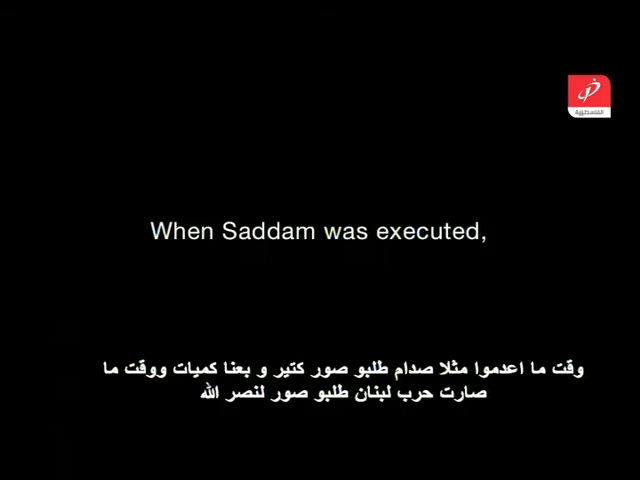 الفلسطينية
When Saddam was executed,
وقت ما اعدموا مثلا صدام طلبو صور كتير و بعنا كميات ووقت ما
صارت حرب لبنان طلبو صور لنصر الله